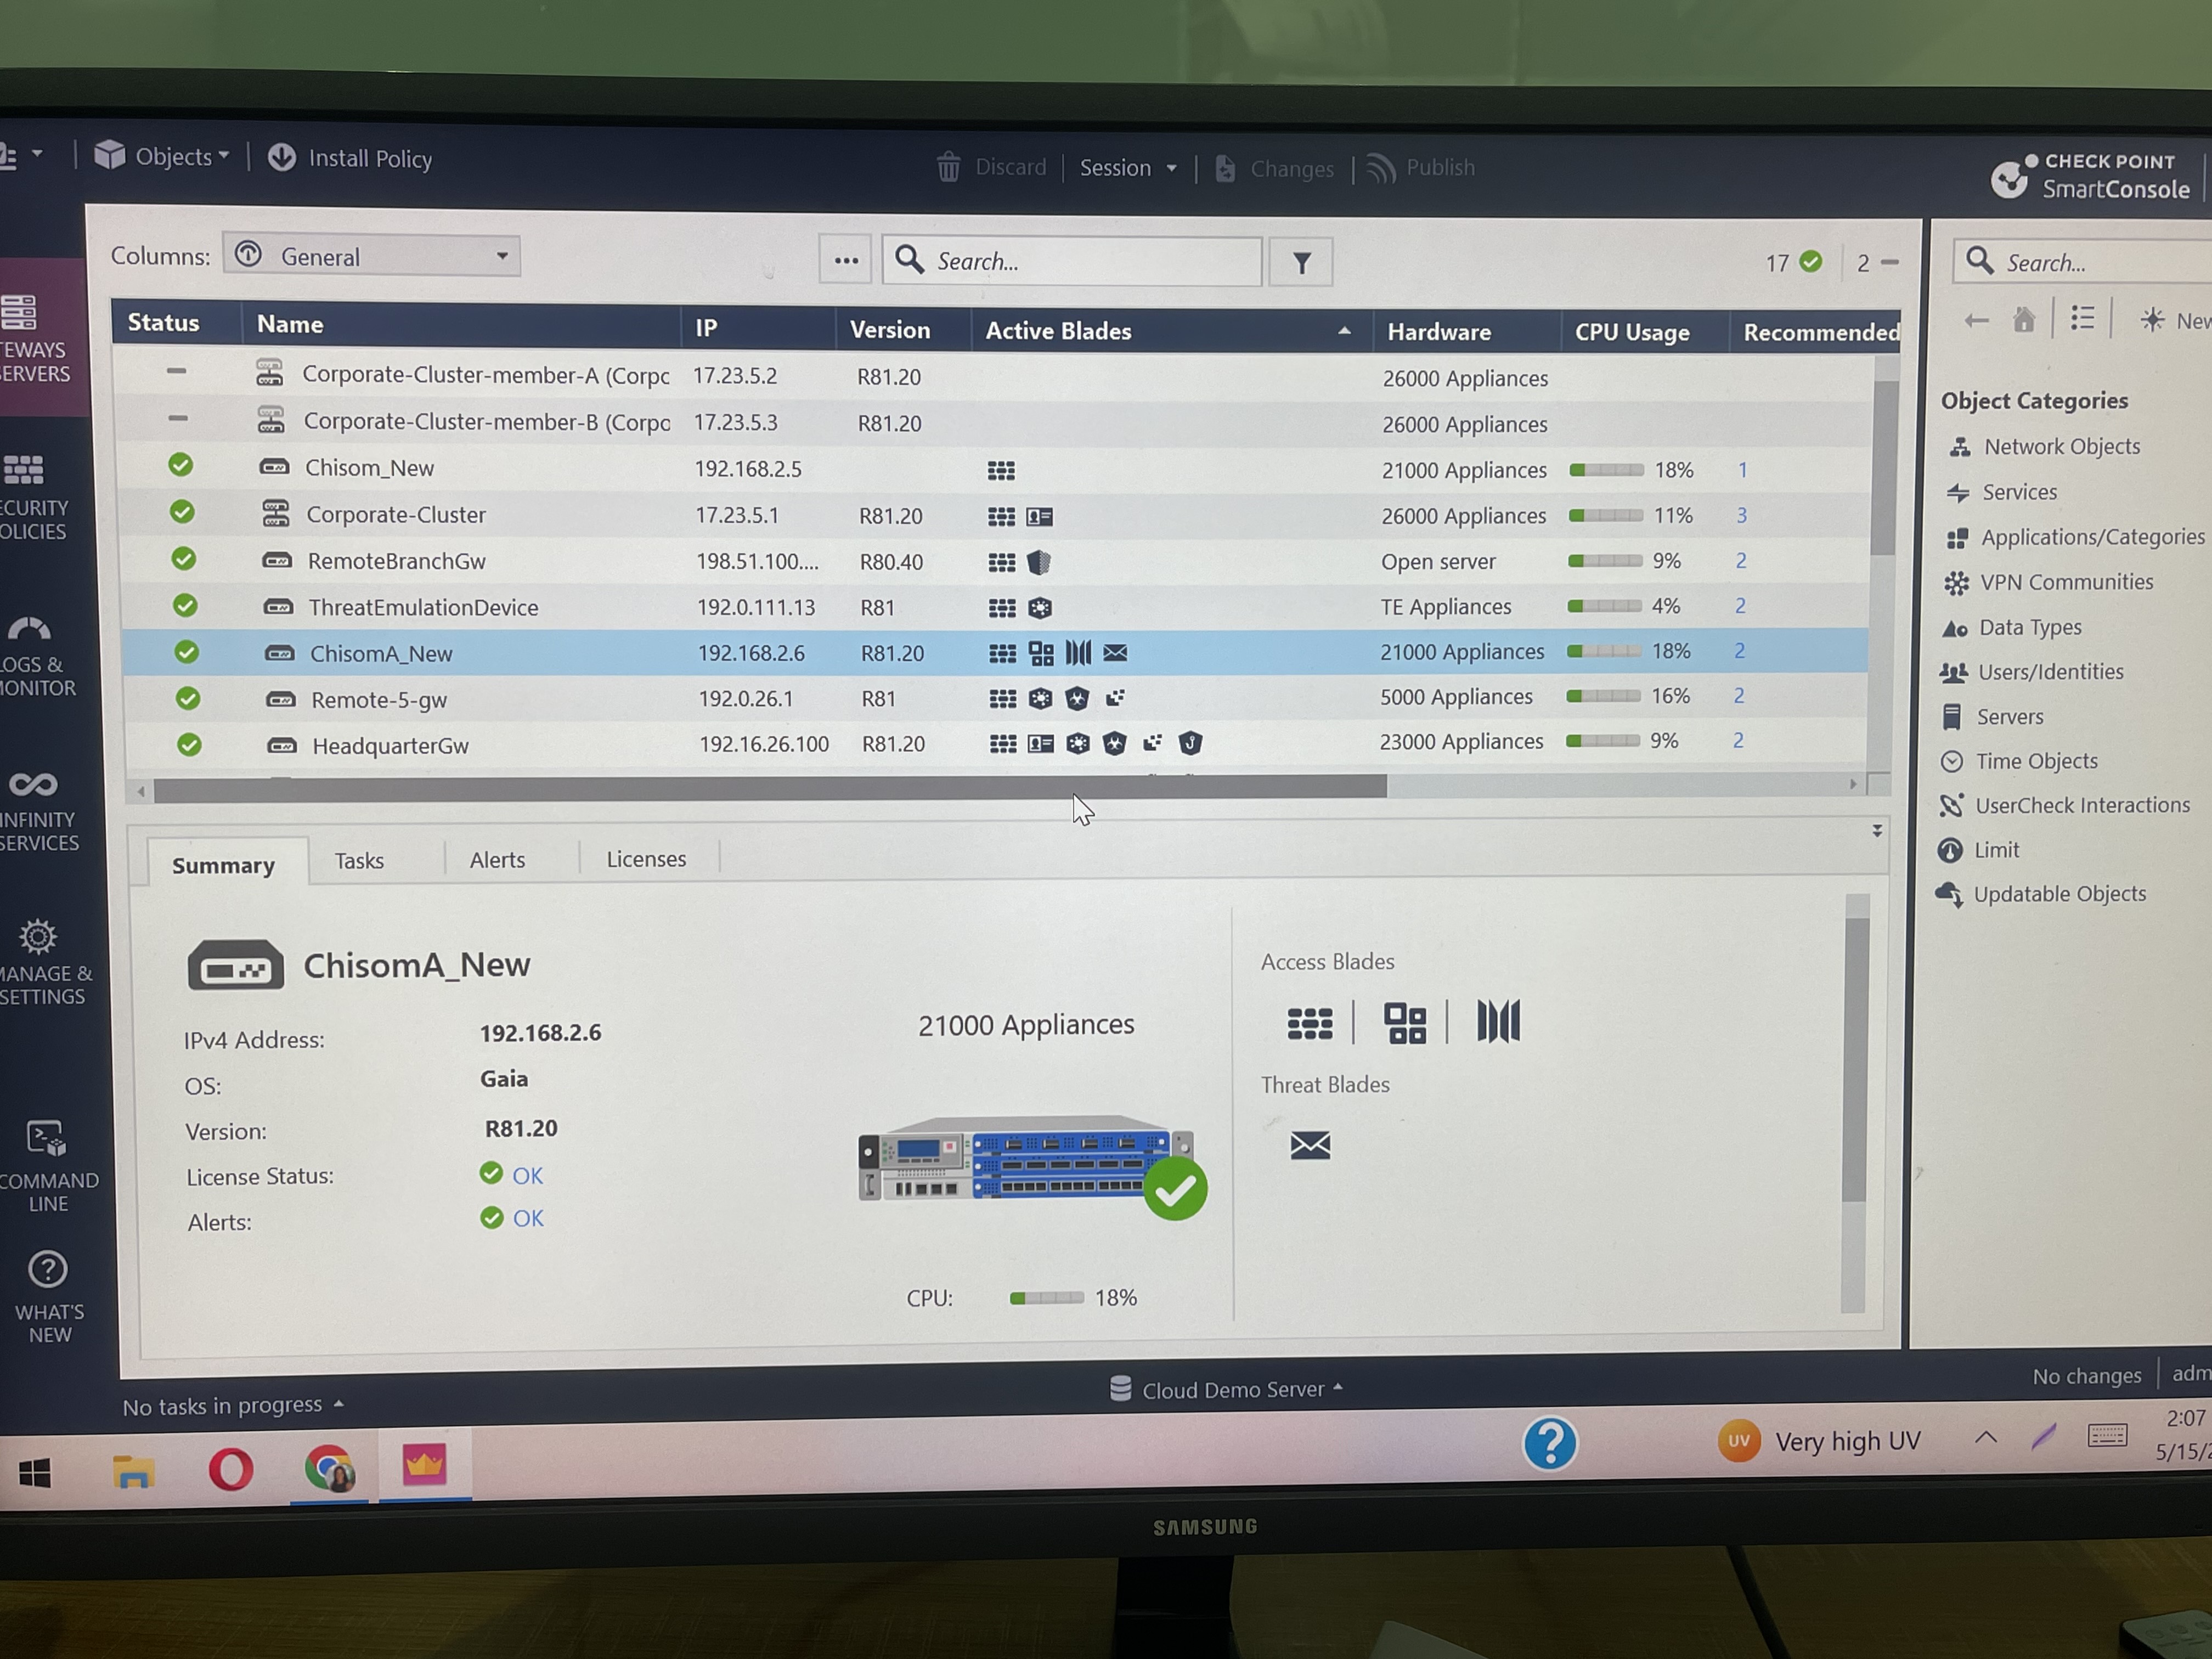 Objects
Install Policy
Discard
Session
Changes
Publish
CHECK POINT
SmartConsole
Columns:
General
Search...
17
2
Search...
New
Status Name IP Version Active Blades Hardware CPU Usage Recommended
Corporate-Cluster-member-A (Corpo 17.23.5.2 R81.20 26000 Appliances
Corporate-Cluster-member-B (Corpo 17.23.5.3 R81.20 26000 Appliances
Chisom_New 192.168.2.5 21000 Appliances 18% 1
Corporate-Cluster 17.23.5.1 R81.20 26000 Appliances 11% 3
RemoteBranchGw 198.51.100.... R80.40 Open server 9% 2
ThreatEmulationDevice 192.0.111.13 R81 TE Appliances 4% 2
ChisomA_New 192.168.2.6 R81.20 21000 Appliances 18% 2
Remote-5-gw 192.0.26.1 R81 5000 Appliances 16% 2
HeadquarterGw 192.16.26.100 R81.20 23000 Appliances 9% 2
TEWAYS
SERVERS
ECURITY
OLICIES
OGS &
MONITOR
INFINITY
SERVICES
MANAGE &
SETTINGS
COMMAND
LINE
WHAT'S
NEW
Object Categories
Network Objects
Services
Applications/Categories
VPN Communities
Data Types
Users/Identities
Servers
Time Objects
UserCheck Interactions
Limit
Updatable Objects
Summary Tasks Alerts Licenses
ChisomA_New
IPv4 Address: 192.168.2.6
OS: Gaia
Version: R81.20
License Status: OK
Alerts: OK
21000 Appliances
CPU: 18%
Access Blades
Threat Blades
No tasks in progress
Cloud Demo Server
No changes
adm
UV
Very high UV
2:07
5/15/2
SAMSUNG